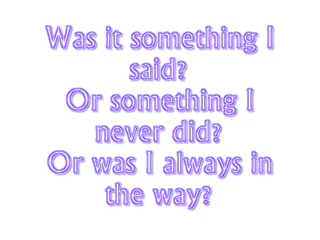 Was it something I
said?
Or something I
never did?
Or was I always in
the way?